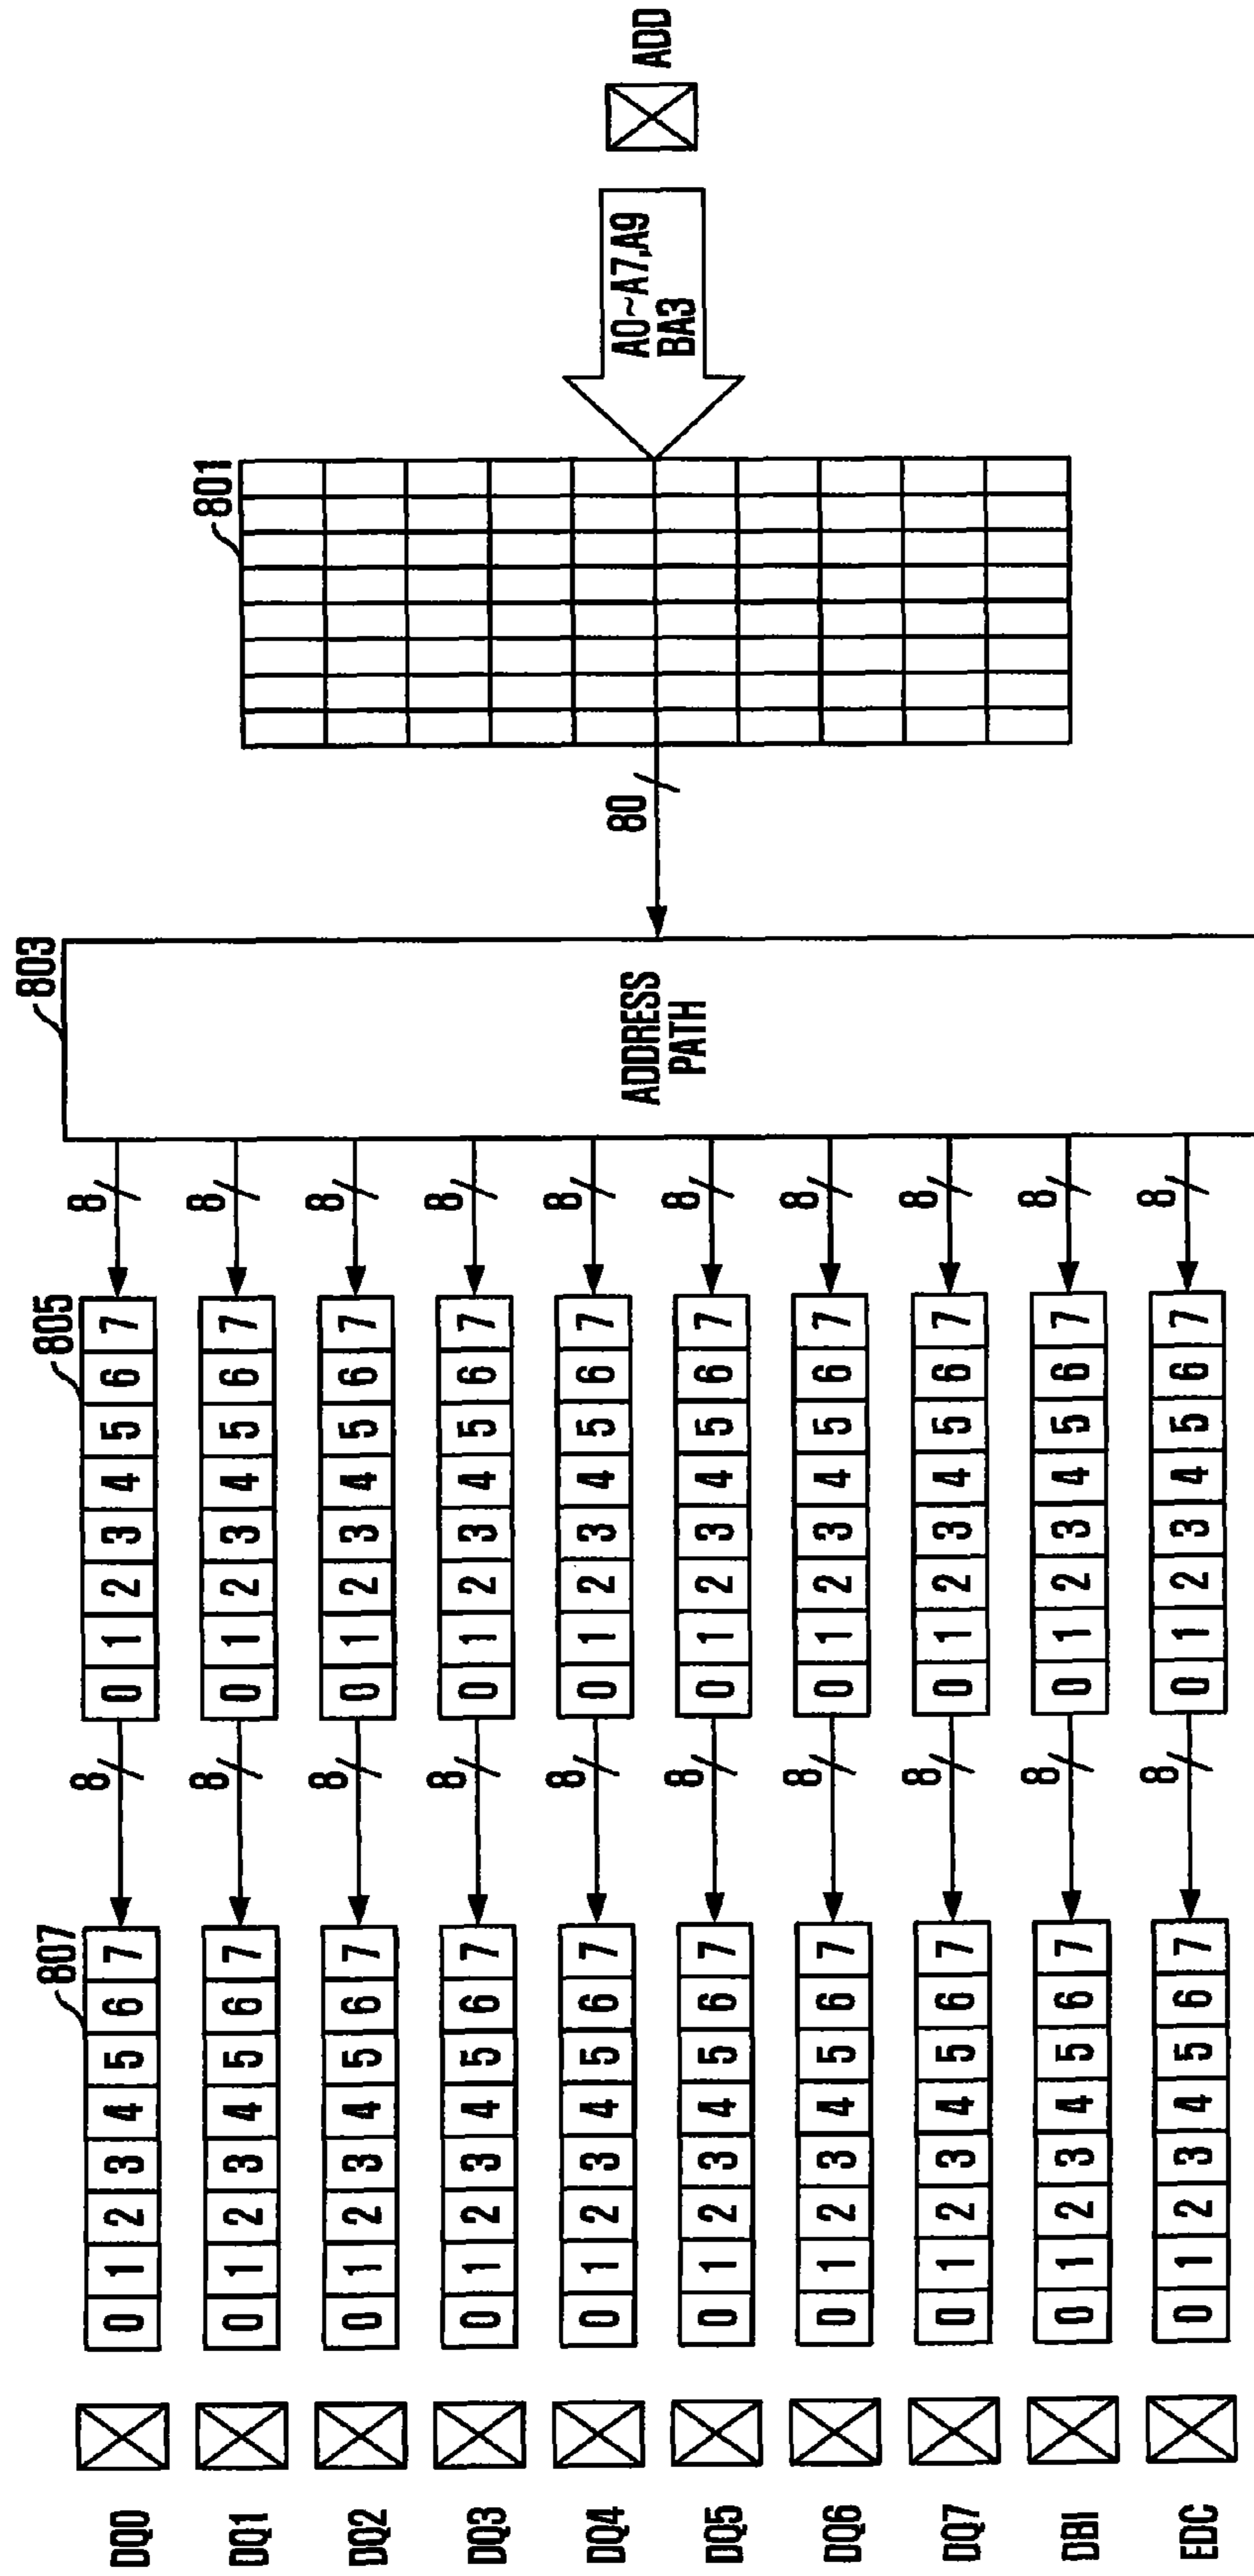 807 805 803 801
DQ0 0 1 2 3 4 5 6 7 8 0 1 2 3 4 5 6 7 8
DQ1 0 1 2 3 4 5 6 7 8 0 1 2 3 4 5 6 7 8
DQ2 0 1 2 3 4 5 6 7 8 0 1 2 3 4 5 6 7 8
DQ3 0 1 2 3 4 5 6 7 8 0 1 2 3 4 5 6 7 8
DQ4 0 1 2 3 4 5 6 7 8 0 1 2 3 4 5 6 7 8
DQ5 0 1 2 3 4 5 6 7 8 0 1 2 3 4 5 6 7 8
DQ6 0 1 2 3 4 5 6 7 8 0 1 2 3 4 5 6 7 8
DQ7 0 1 2 3 4 5 6 7 8 0 1 2 3 4 5 6 7 8
DBI 0 1 2 3 4 5 6 7 8 0 1 2 3 4 5 6 7 8
EDC 0 1 2 3 4 5 6 7 8 0 1 2 3 4 5 6 7 8
ADDRESS
PATH
80
A0~A7,A9
BA3
ADD